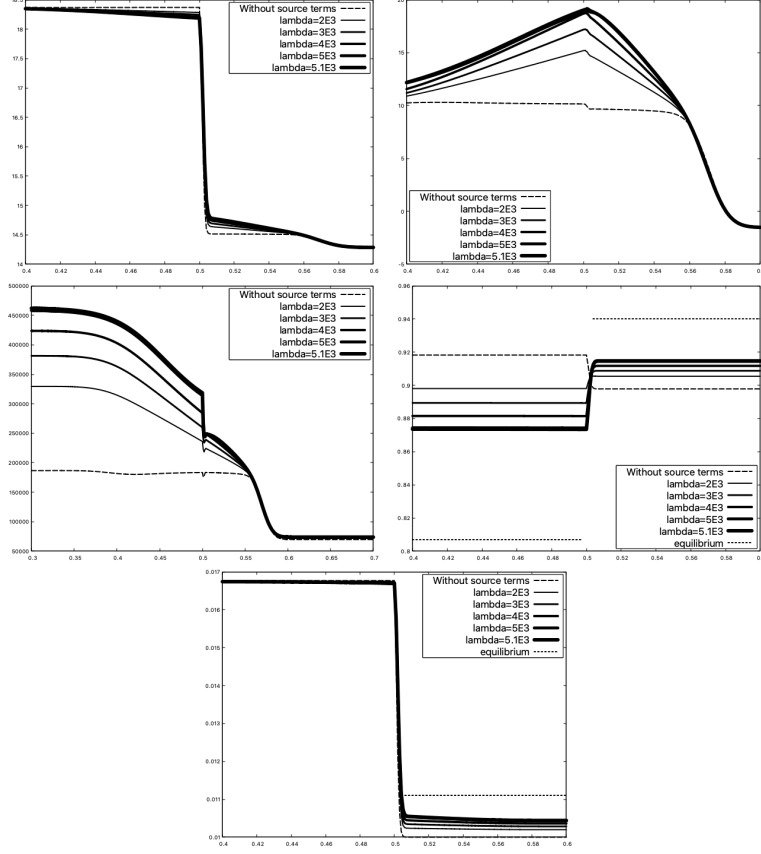 18.5
18
17.5
17
16.5
16
15.5
15
14.5
14
0.4 0.42 0.44 0.46 0.48 0.5 0.52 0.54 0.56 0.58 0.6
Without source terms
lambda=2E3
lambda=3E3
lambda=4E3
lambda=5E3
lambda=5.1E3
20
15
10
5
0
-5
0.4 0.42 0.44 0.46 0.48 0.5 0.52 0.54 0.56 0.58 0.
Without source terms
lambda=2E3
lambda=3E3
lambda=4E3
lambda=5E3
lambda=5.1E3
500000
450000
400000
350000
300000
250000
200000
150000
100000
50000
0.3 0.35 0.4 0.45 0.5 0.55 0.6 0.65 0.7
Without source terms
lambda=2E3
lambda=3E3
lambda=4E3
lambda=5E3
lambda=5.1E3
0.96
0.94
0.92
0.9
0.88
0.86
0.84
0.82
0.8
0.4 0.42 0.44 0.46 0.48 0.5 0.52 0.54 0.56 0.58 0.
Without source terms
lambda=2E3
lambda=3E3
lambda=4E3
lambda=5E3
lambda=5.1E3
equilibrium
0.017
0.016
0.015
0.014
0.013
0.012
0.011
0.01
0.4 0.42 0.44 0.46 0.48 0.5 0.52 0.54 0.56 0.58 0.6
Without source terms
lambda=2E3
lambda=3E3
lambda=4E3
lambda=5E3
lambda=5.1E3
equilibrium